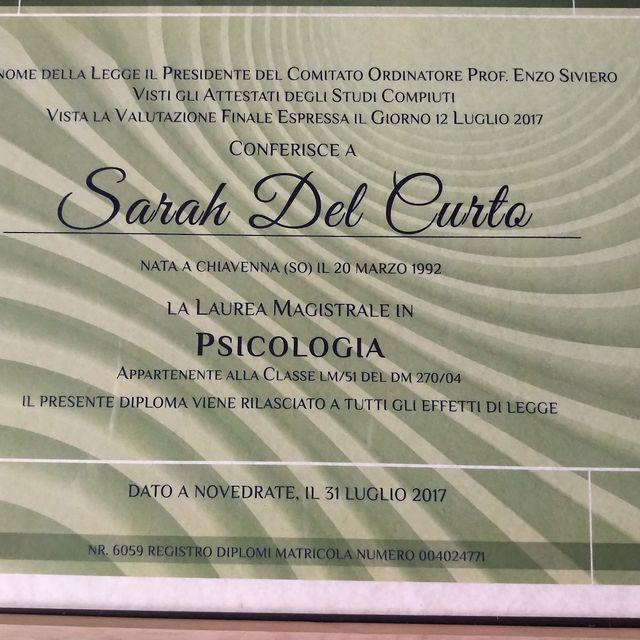 NOME DELLA LEGGE IL PRESIDENTE DEL COMITATO ORDINATORE PROF. ENZO SIVIERO
VISTI GLI ATTESTATI DEGLI STUDI COMPIUTI
VISTA LA VALUTAZIONE FINALE ESPRESSA IL GIORNO 12 LUGLIO 2017
CONFERISCE A
Sarah Del Curto
NATA A CHIAVENNA (SO) IL 20 MARZO 1992
LA LAUREA MAGISTRALE IN
PSICOLOGIA
APPARTENENTE ALLA CLASSE LM/51 DEL DM 270/04
IL PRESENTE DIPLOMA VIENE RILASCIATO A TUTTI GLI EFFETTI DI LEGGE
DATO A NOVEDRATE, IL 31 LUGLIO 2017
NR. 6059 REGISTRO DIPLOMI MATRICOLA NUMERO 004024771